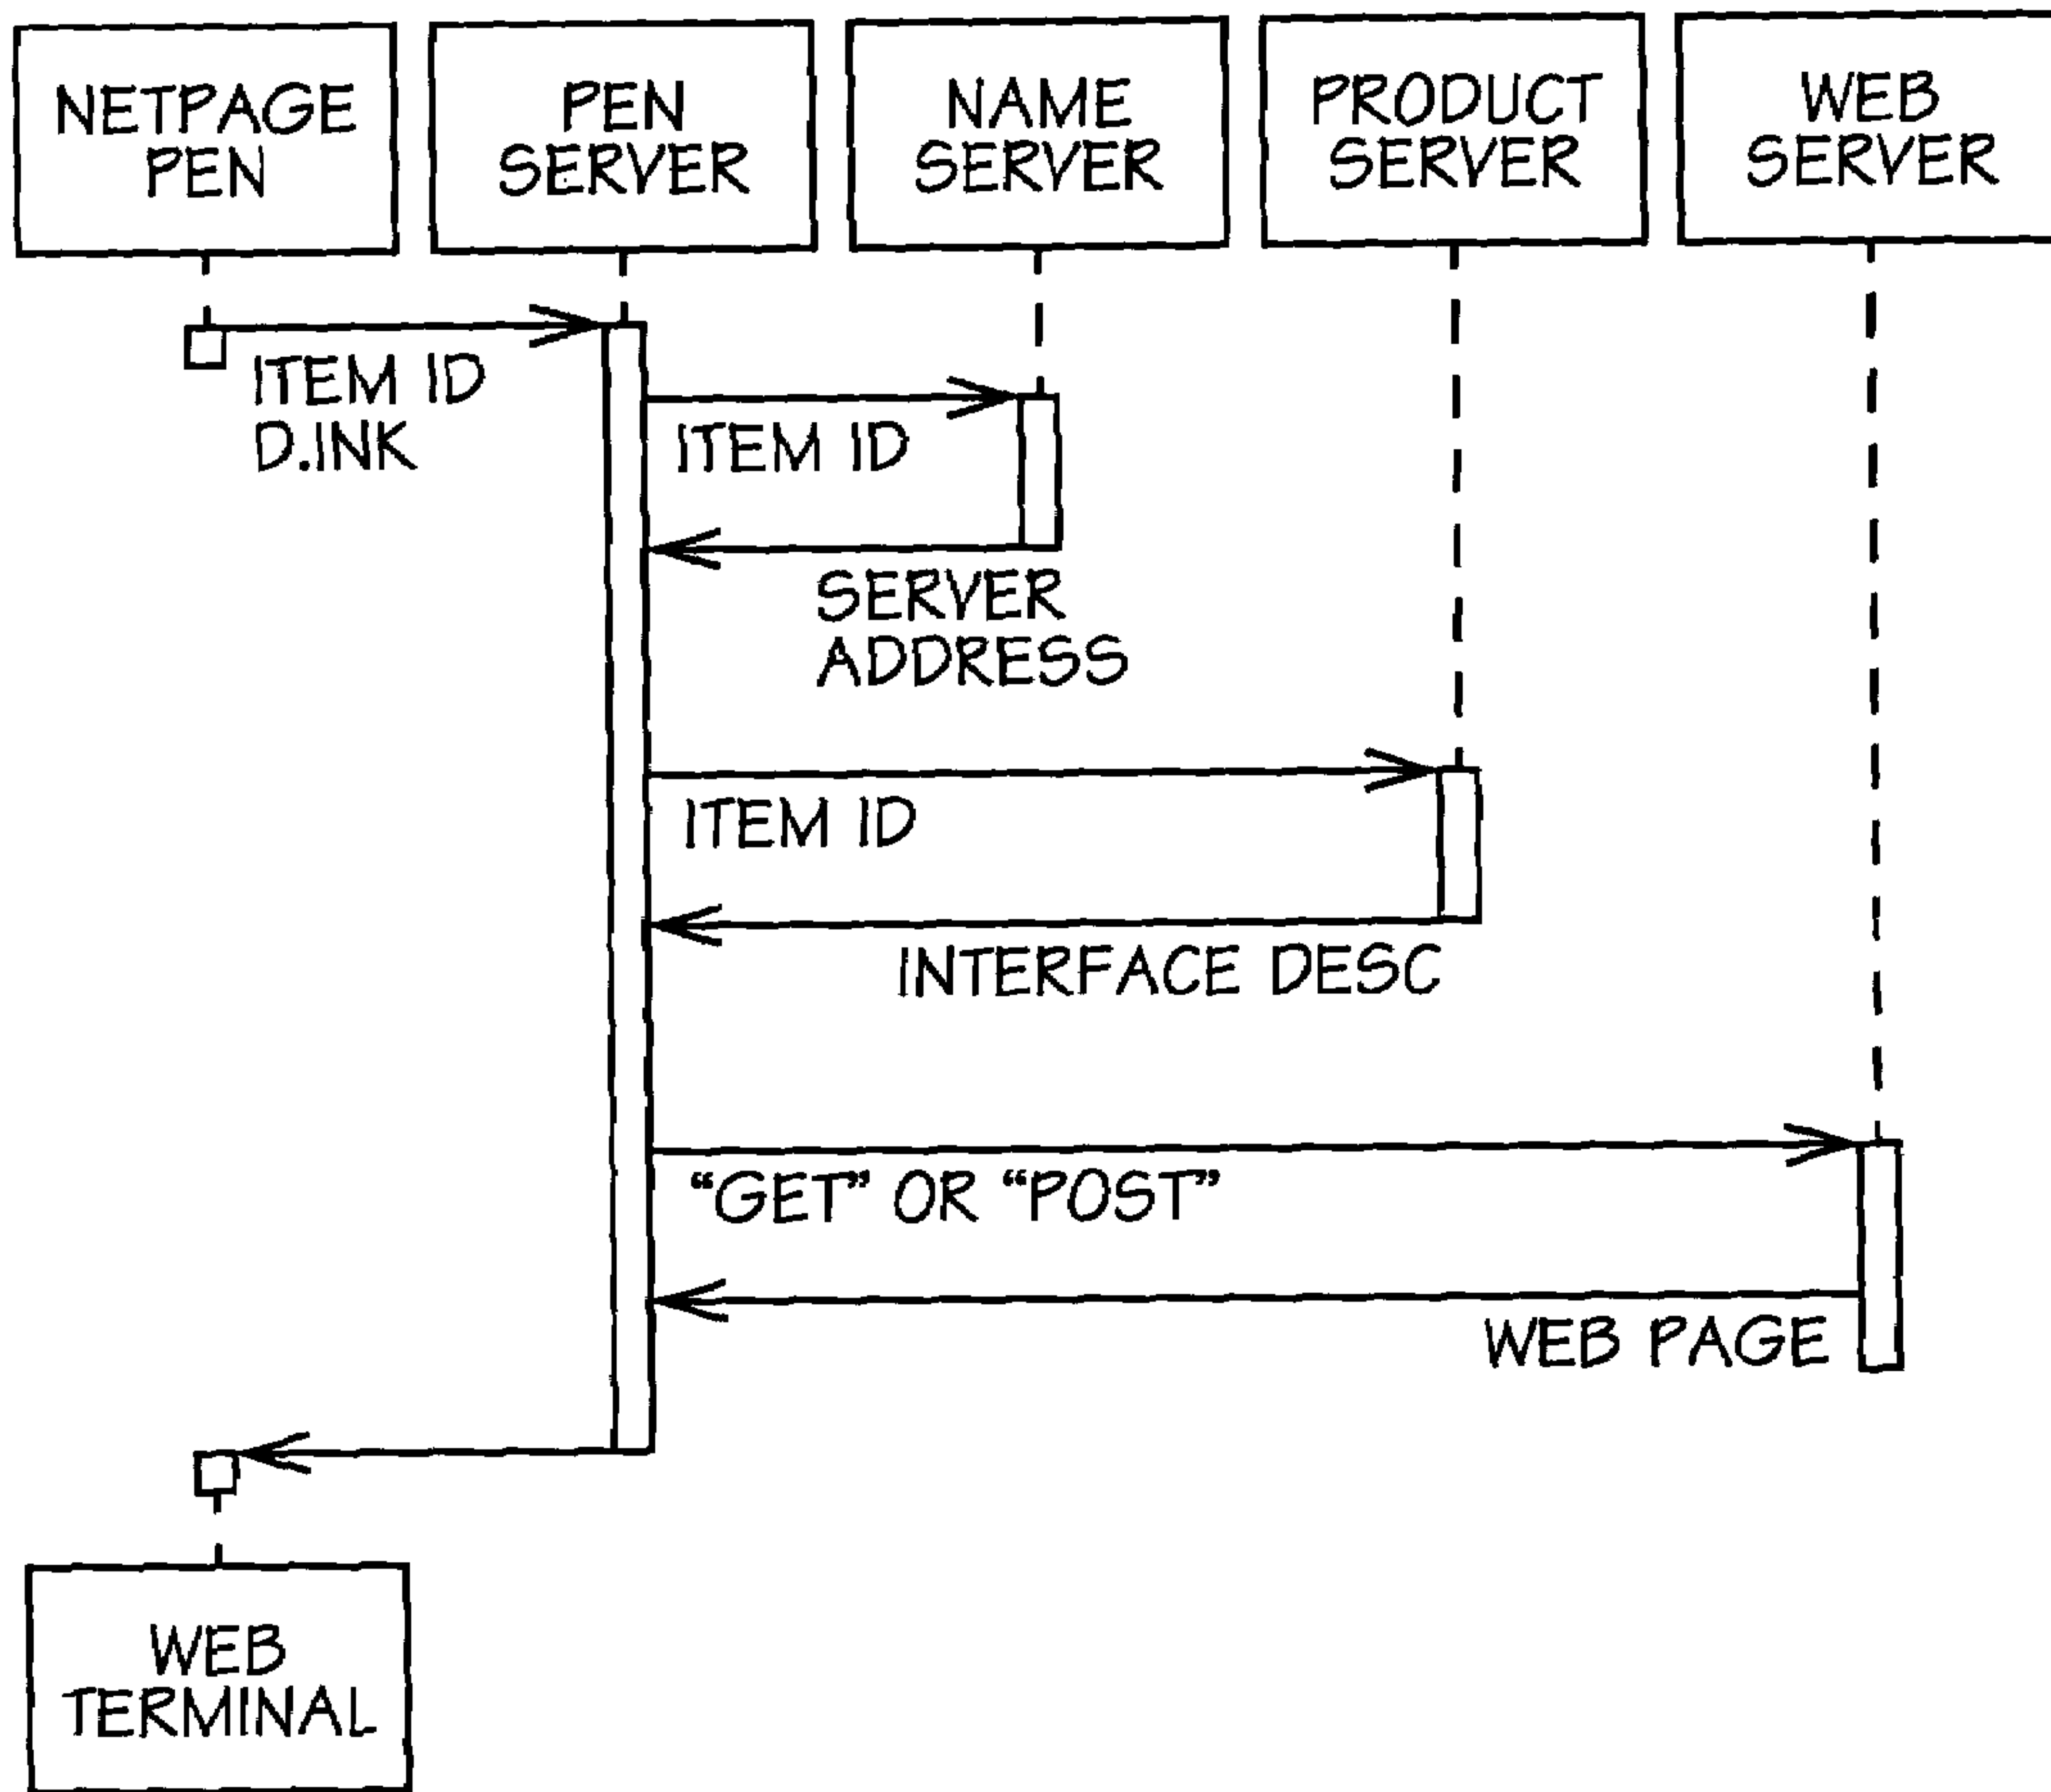 NETPAGE
PEN
PEN
SERVER
NAME
SERVER
PRODUCT
SERVER
WEB
SERVER
ITEM ID
D.INK
ITEM ID
SERVER
ADDRESS
ITEM ID
INTERFACE DESC
“GET” OR “POST”
WEB PAGE
WEB
TERMINAL